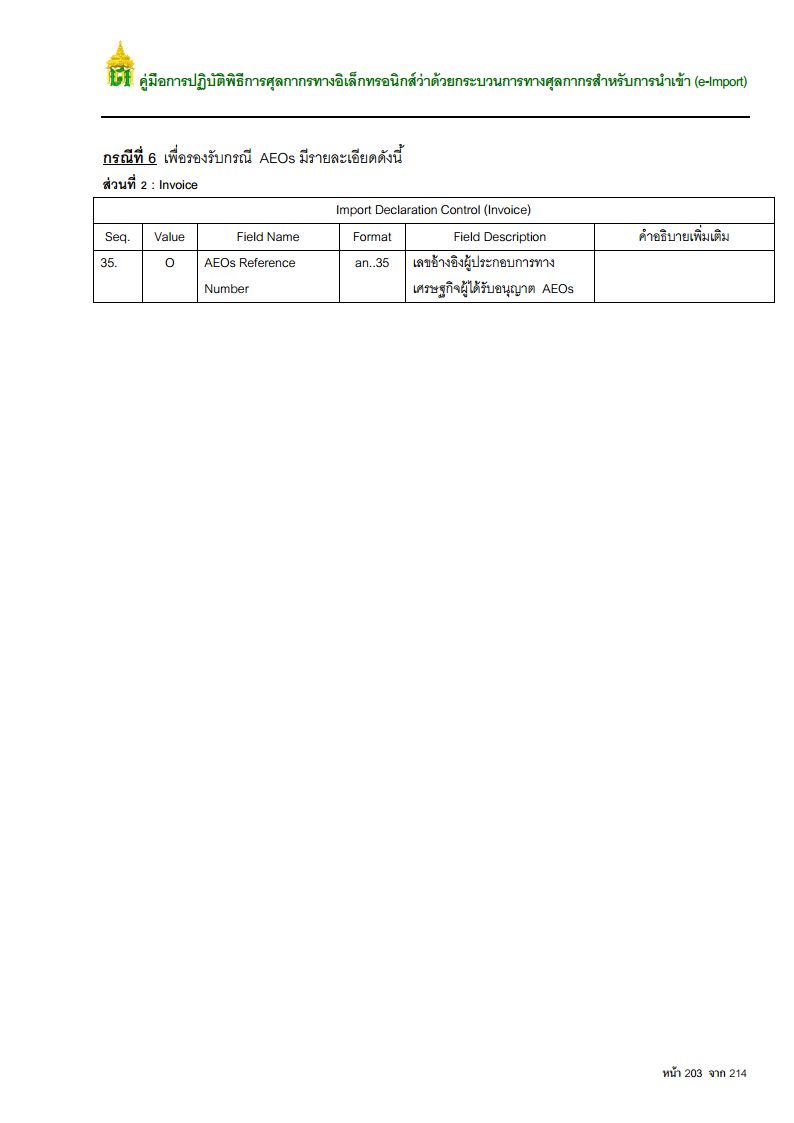 คู่มือการปฏิบัติพิธีการศุลกากรทางอิเล็กทรอนิกส์ว่าด้วยกระบวนการทางศุลกากรสำหรับการนำเข้า (e-Import)
กรณีที่ 6 เพื่อรองรับกรณี AEOs มีรายละเอียดดังนี้
ส่วนที่ 2 : Invoice
Import Declaration Control (Invoice)
Seq. Value Field Name Format Field Description คำอธิบายเพิ่มเติม
35. O AEOs Reference an..35 เลขอ้างอิงผู้ประกอบการทาง
Number เศรษฐกิจผู้ได้รับอนุญาต AEOs
หน้า 203 จาก 214